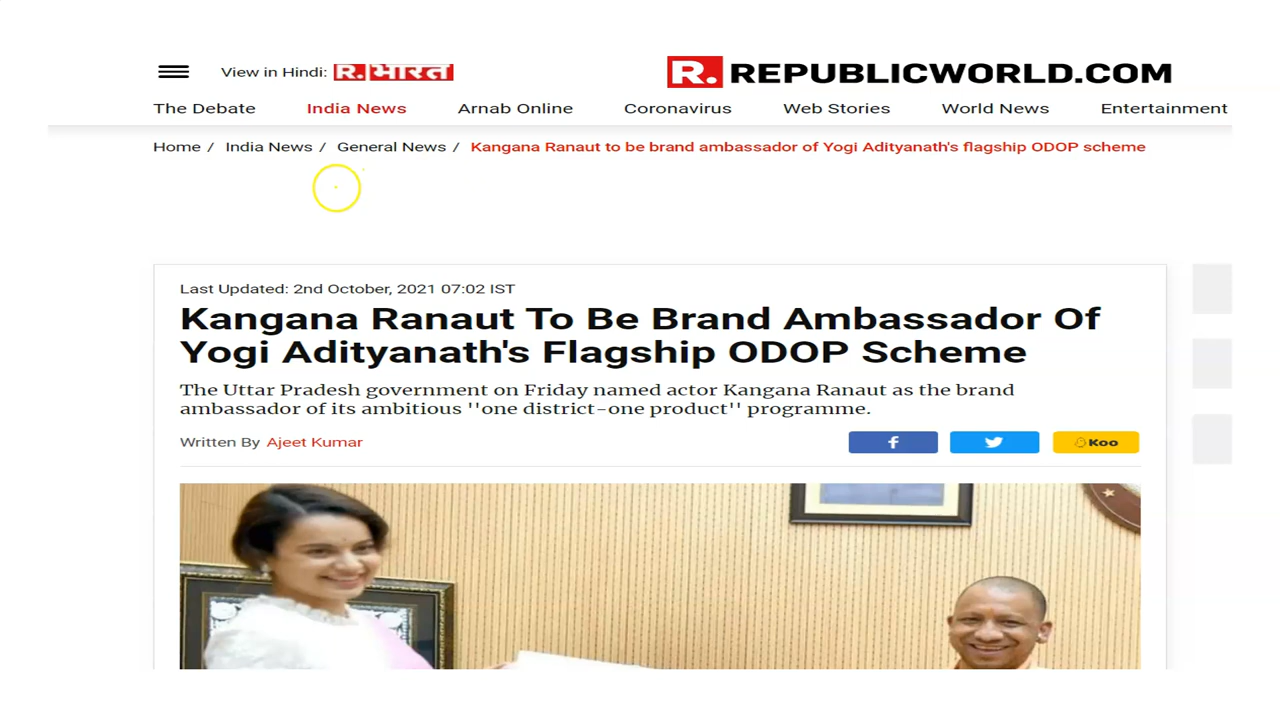 View in Hindi: R. भारत
R. REPUBLICWORLD.COM
The Debate India News Arnab Online Coronavirus Web Stories World News Entertainment
Home / India News / General News / Kangana Ranaut to be brand ambassador of Yogi Adityanath's flagship ODOP scheme
Last Updated: 2nd October, 2021 07:02 IST
Kangana Ranaut To Be Brand Ambassador Of
Yogi Adityanath's Flagship ODOP Scheme
The Uttar Pradesh government on Friday named actor Kangana Ranaut as the brand
ambassador of its ambitious ''one district-one product'' programme.
Written By Ajeet Kumar
f Koo